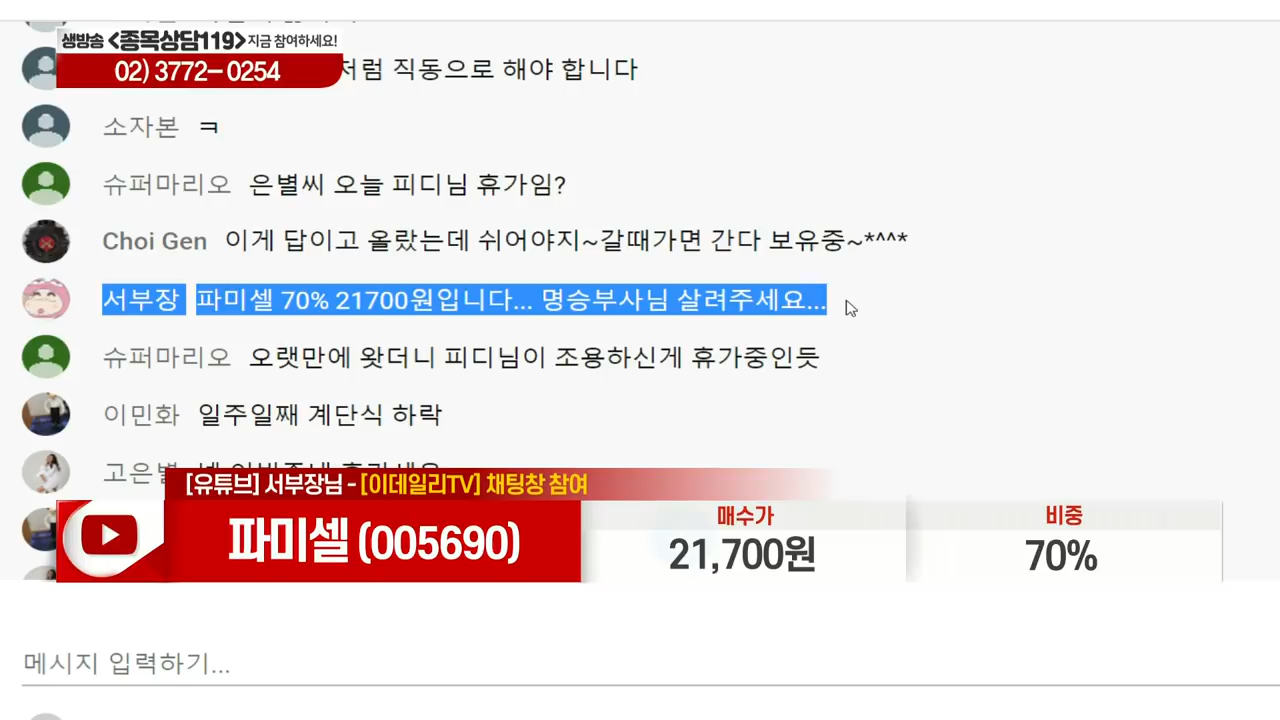 생방송 <종목상담119> 지금 참여하세요!
02) 3772-0254
처럼 직동으로 해야 합니다
소자본 ㅋ
슈퍼마리오 은별씨 오늘 피디님 휴가임?
Choi Gen 이게 답이고 올랐는데 쉬어야지~갈때가면 간다 보유중~*^^^*
서부장 파미셀 70% 21700원입니다... 명승부사님 살려주세요...
슈퍼마리오 오랫만에 왓더니 피디님이 조용하신게 휴가중인듯
이민화 일주일째 계단식 하락
고은별
[유튜브] 서부장님 - [이데일리TV] 채팅창 참여
파미셀 (005690)
매수가
21,700원
비중
70%
메시지 입력하기...